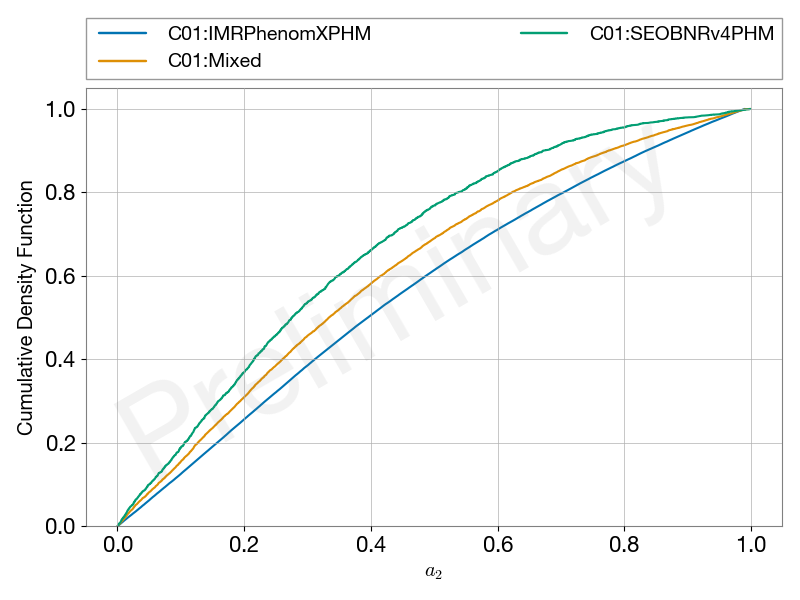 C01:IMRPhenomXPHM
C01:Mixed
C01:SEOBNRv4PHM
Cumulative Density Function
1.0
0.8
0.6
0.4
0.2
0.0
0.0 0.2 0.4 0.6 0.8 1.0
a₂
Preliminary